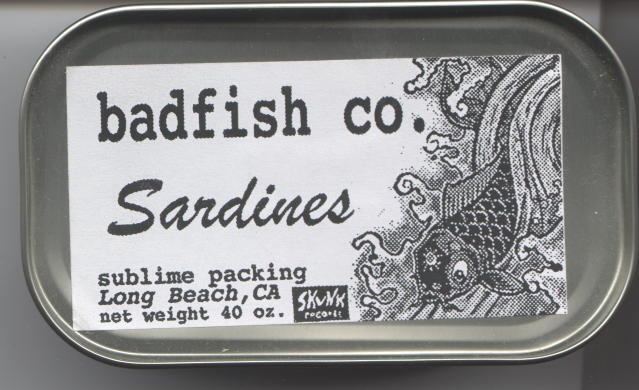 badfish co.
Sardines
sublime packing
Long Beach,CA
net weight 40 oz.
SKUNK
records